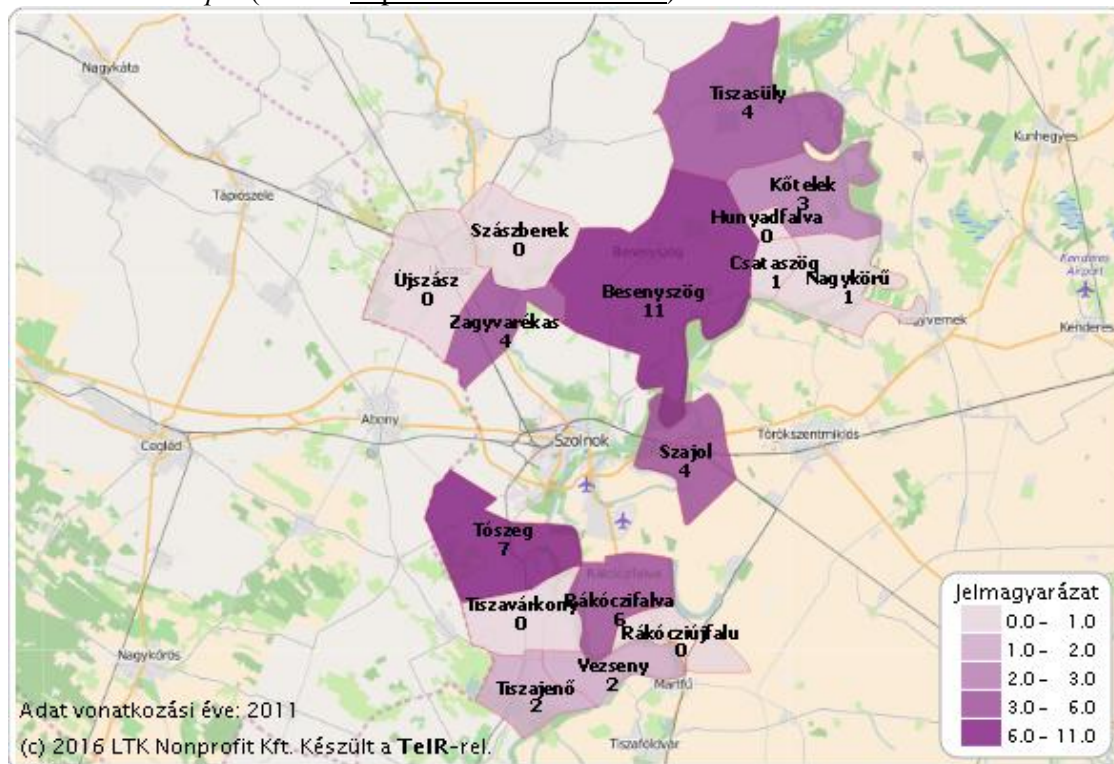 Nagykáta
Tiszasüly
4
Kunhegyes
Tápiószele
Kőtelek
3
Hunyadfalva
0
Szászberek
0
Besenyszög
Újszász
0
Csataszög
1
Nagykörű
1
Kenderes
Airport
Besenyszög
11
Zagyvarékas
4
Kenderes
Abony
Cegléd
Szolnok
Törökszentmiklós
Szajol
4
Tószeg
7
Rákóczifalva
Tiszavárkony
0
Rákóczifalva
6
Rákócziújfalu
0
Nagykőrös
Vezseny
2
Martfű
Tiszajenő
2
Tiszaföldvár
Jelmagyarázat
0.0 – 1.0
1.0 – 2.0
2.0 – 3.0
3.0 – 6.0
6.0 – 11.0
Adat vonatkozási éve: 2011
(c) 2016 LTK Nonprofit Kft. Készült a TeIR-rel.